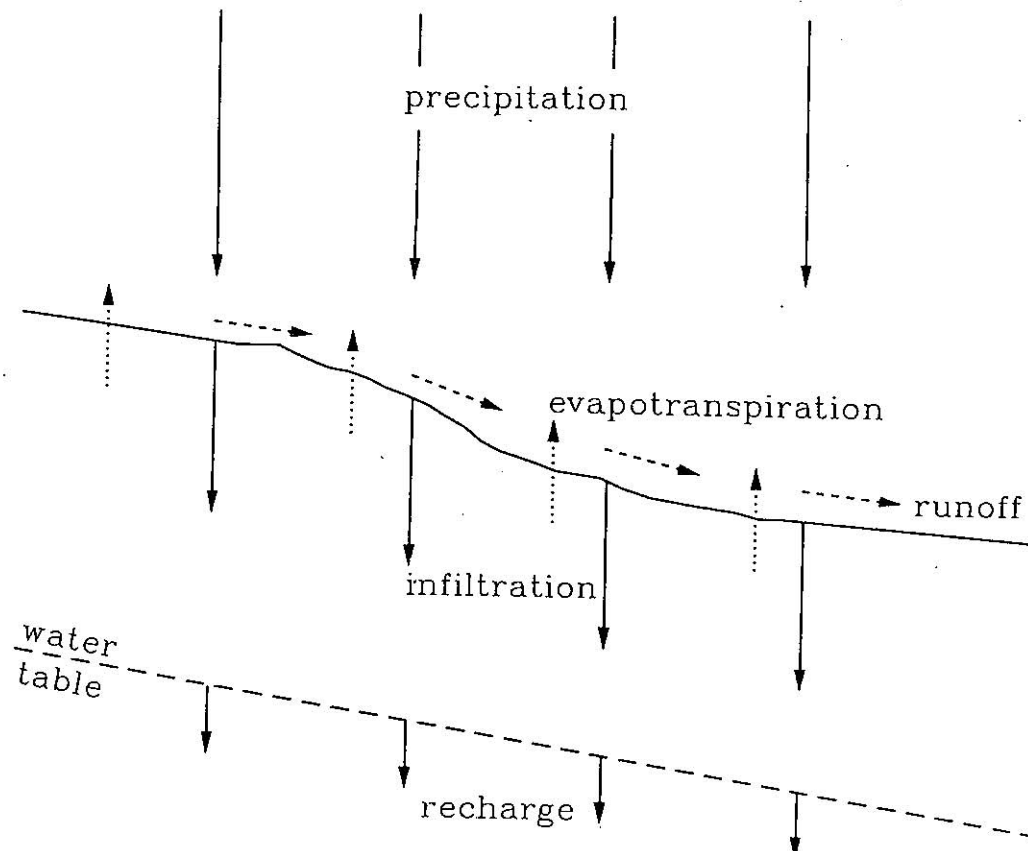 precipitation
evapotranspiration
runoff
infiltration
water
table
recharge